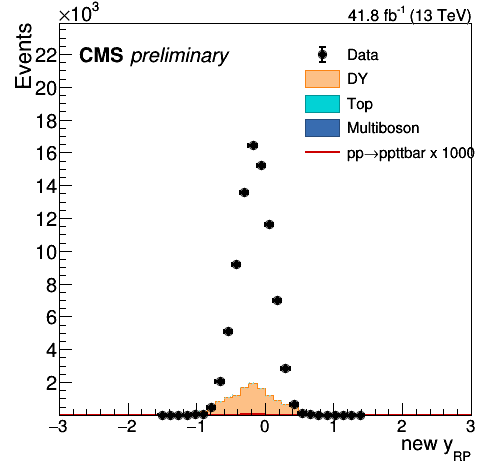 ×10³
41.8 fb⁻¹ (13 TeV)
Events
CMS preliminary
Data
DY
Top
Multiboson
pp→ppttbar x 1000
22
20
18
16
14
12
10
8
6
4
2
−3 −2 −1 0 1 2 3
new y_RP